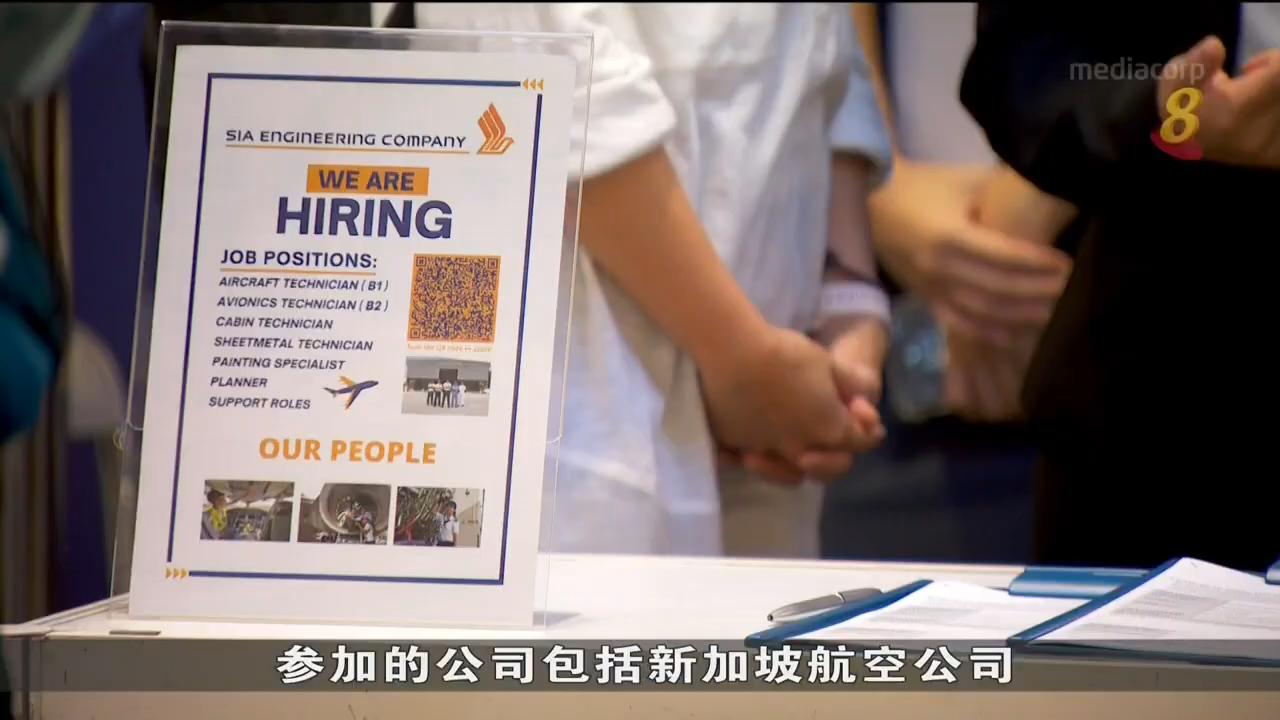 mediacorp
8
SIA ENGINEERING COMPANY
WE ARE
HIRING
JOB POSITIONS:
AIRCRAFT TECHNICIAN ( B1 )
AVIONICS TECHNICIAN ( B2 )
CABIN TECHNICIAN
SHEETMETAL TECHNICIAN
PAINTING SPECIALIST
PLANNER
SUPPORT ROLES
OUR PEOPLE
参加的公司包括新加坡航空公司